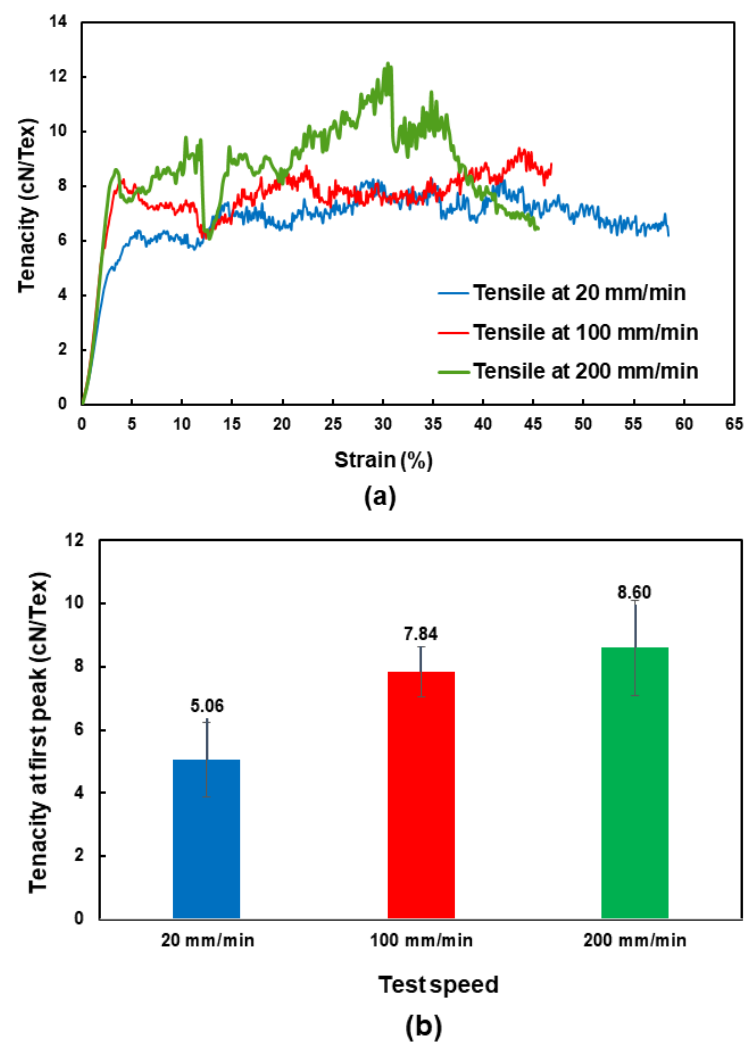 14
12
10
8
6
4
2
0
Tenacity (cN/Tex)
Tensile at 20 mm/min
Tensile at 100 mm/min
Tensile at 200 mm/min
0 5 10 15 20 25 30 35 40 45 50 55 60 65
Strain (%)
(a)
12
10
8
6
4
2
0
Tenacity at first peak (cN/Tex)
5.06
7.84
8.60
20 mm/min 100 mm/min 200 mm/min
Test speed
(b)